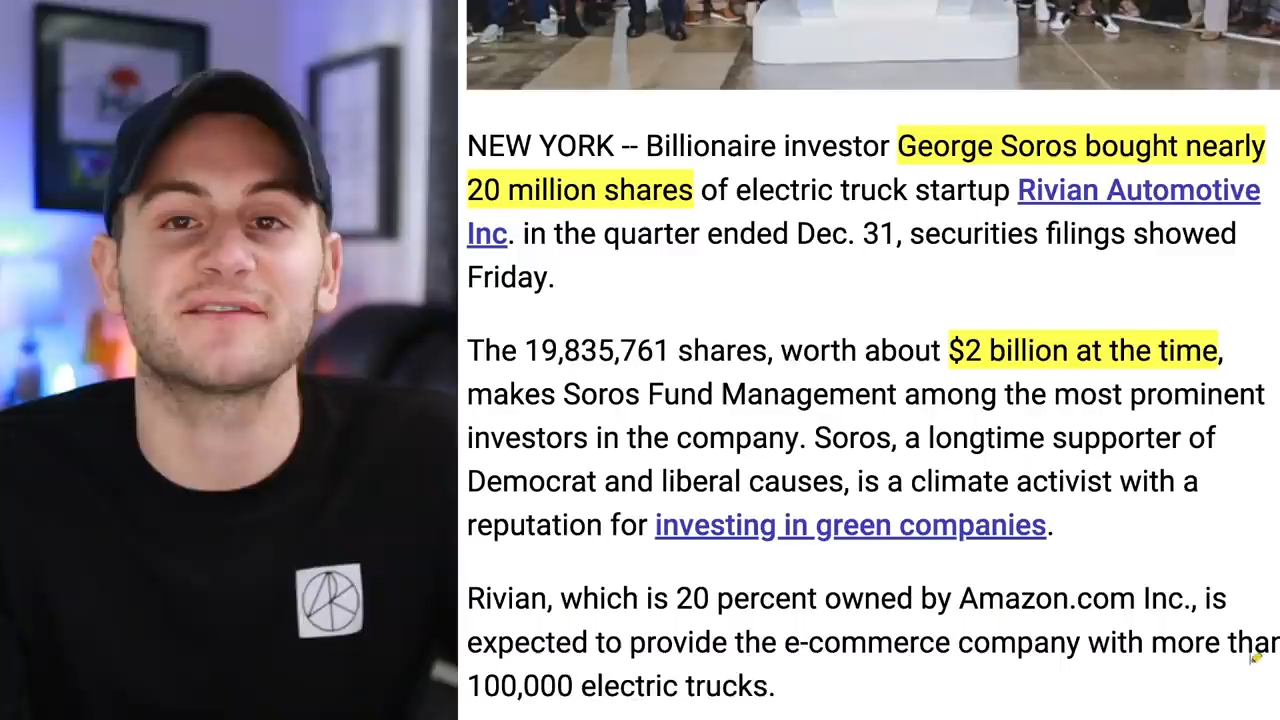 NEW YORK -- Billionaire investor George Soros bought nearly
20 million shares of electric truck startup Rivian Automotive
Inc. in the quarter ended Dec. 31, securities filings showed
Friday.
The 19,835,761 shares, worth about $2 billion at the time,
makes Soros Fund Management among the most prominent
investors in the company. Soros, a longtime supporter of
Democrat and liberal causes, is a climate activist with a
reputation for investing in green companies.
Rivian, which is 20 percent owned by Amazon.com Inc., is
expected to provide the e-commerce company with more than
100,000 electric trucks.